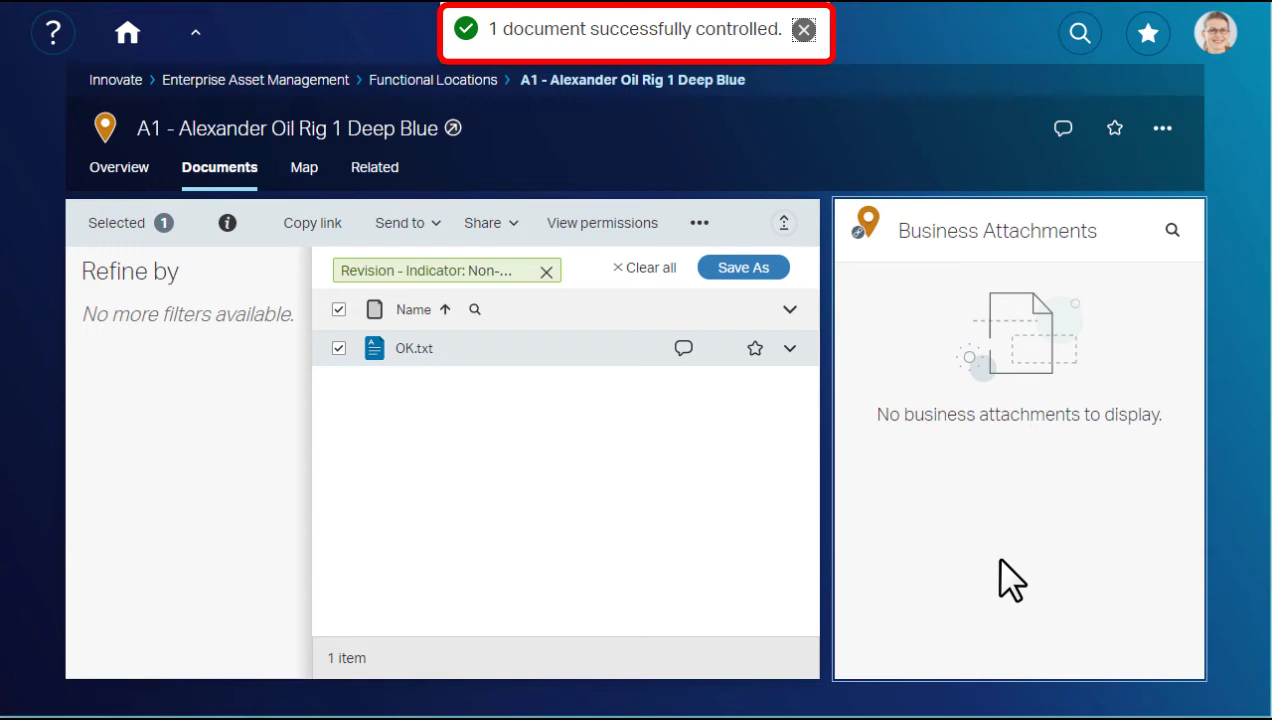 1 document successfully controlled.
?
Innovate > Enterprise Asset Management > Functional Locations > A1 - Alexander Oil Rig 1 Deep Blue
A1 - Alexander Oil Rig 1 Deep Blue
Overview Documents Map Related
Selected 1 i Copy link Send to Share View permissions •••
Business Attachments
Refine by
Revision - Indicator: Non-... × Clear all Save As
No more filters available.
Name
A OK.txt
No business attachments to display.
1 item